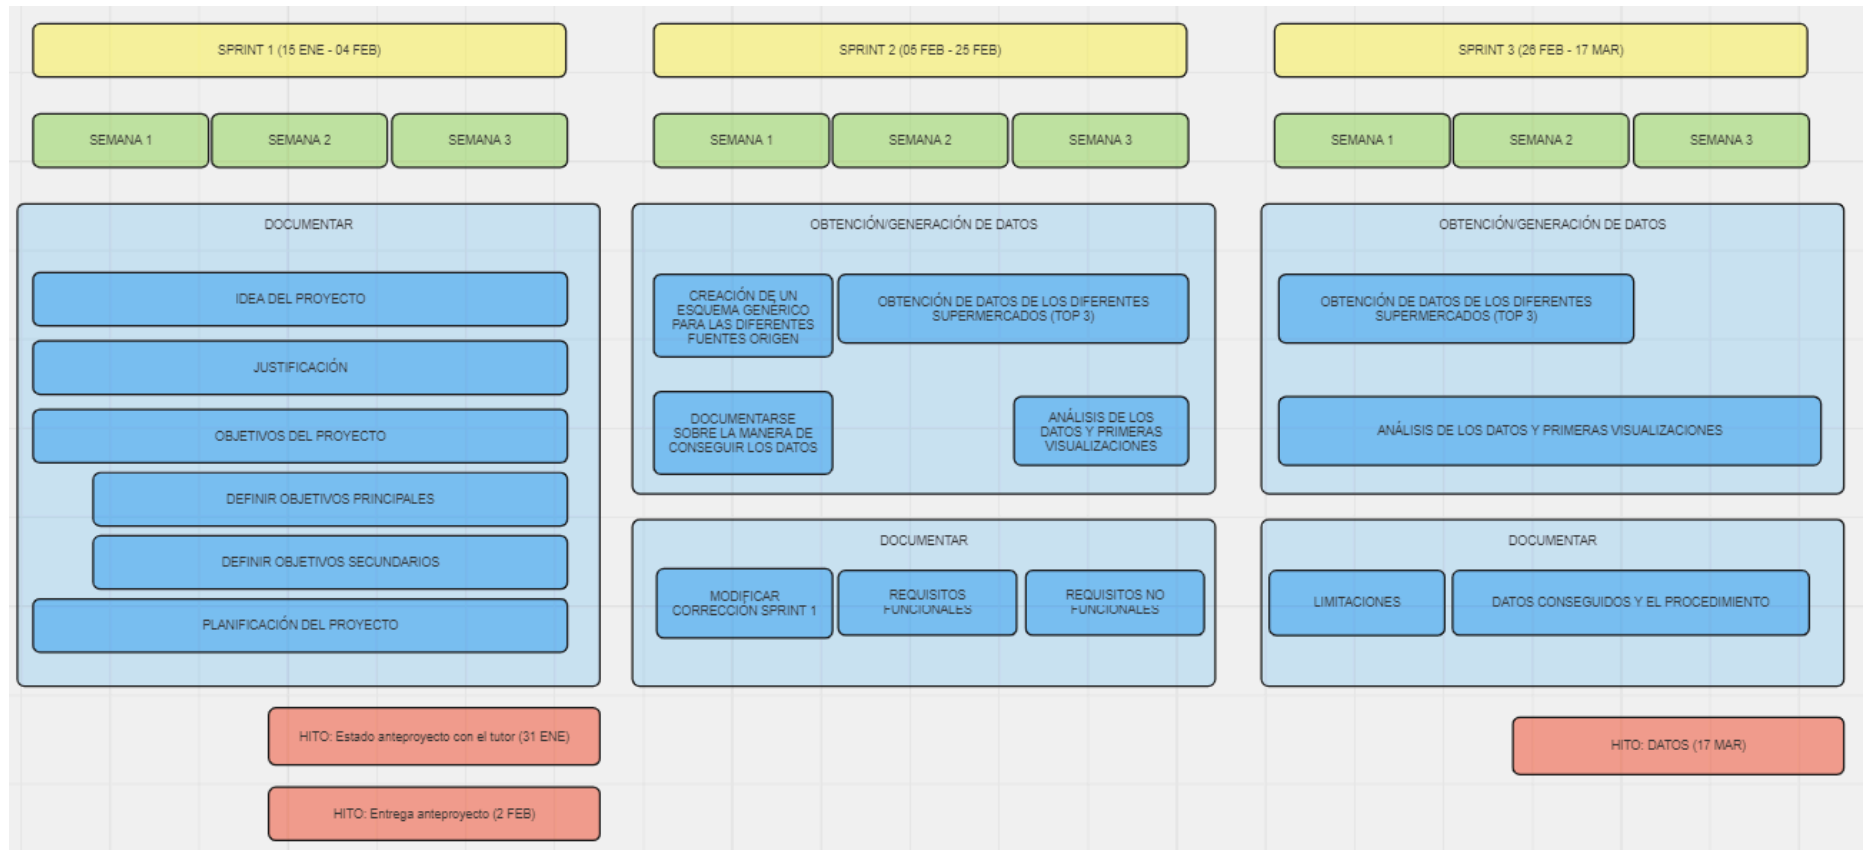 SPRINT 1 (15 ENE - 04 FEB)
SPRINT 2 (05 FEB - 25 FEB)
SPRINT 3 (26 FEB - 17 MAR)
SEMANA 1
SEMANA 2
SEMANA 3
SEMANA 1
SEMANA 2
SEMANA 3
SEMANA 1
SEMANA 2
SEMANA 3
DOCUMENTAR
IDEA DEL PROYECTO
JUSTIFICACIÓN
OBJETIVOS DEL PROYECTO
DEFINIR OBJETIVOS PRINCIPALES
DEFINIR OBJETIVOS SECUNDARIOS
PLANIFICACIÓN DEL PROYECTO
HITO: Estado anteproyecto con el tutor (31 ENE)
HITO: Entrega anteproyecto (2 FEB)
OBTENCIÓN/GENERACIÓN DE DATOS
CREACIÓN DE UN
ESQUEMA GENÉRICO
PARA LAS DIFERENTES
FUENTES ORIGEN
OBTENCIÓN DE DATOS DE LOS DIFERENTES
SUPERMERCADOS (TOP 3)
DOCUMENTARSE
SOBRE LA MANERA DE
CONSEGUIR LOS DATOS
ANÁLISIS DE LOS
DATOS Y PRIMERAS
VISUALIZACIONES
DOCUMENTAR
MODIFICAR
CORRECCIÓN SPRINT 1
REQUISITOS
FUNCIONALES
REQUISITOS NO
FUNCIONALES
OBTENCIÓN/GENERACIÓN DE DATOS
OBTENCIÓN DE DATOS DE LOS DIFERENTES
SUPERMERCADOS (TOP 3)
ANÁLISIS DE LOS DATOS Y PRIMERAS VISUALIZACIONES
DOCUMENTAR
LIMITACIONES
DATOS CONSEGUIDOS Y EL PROCEDIMIENTO
HITO: DATOS (17 MAR)